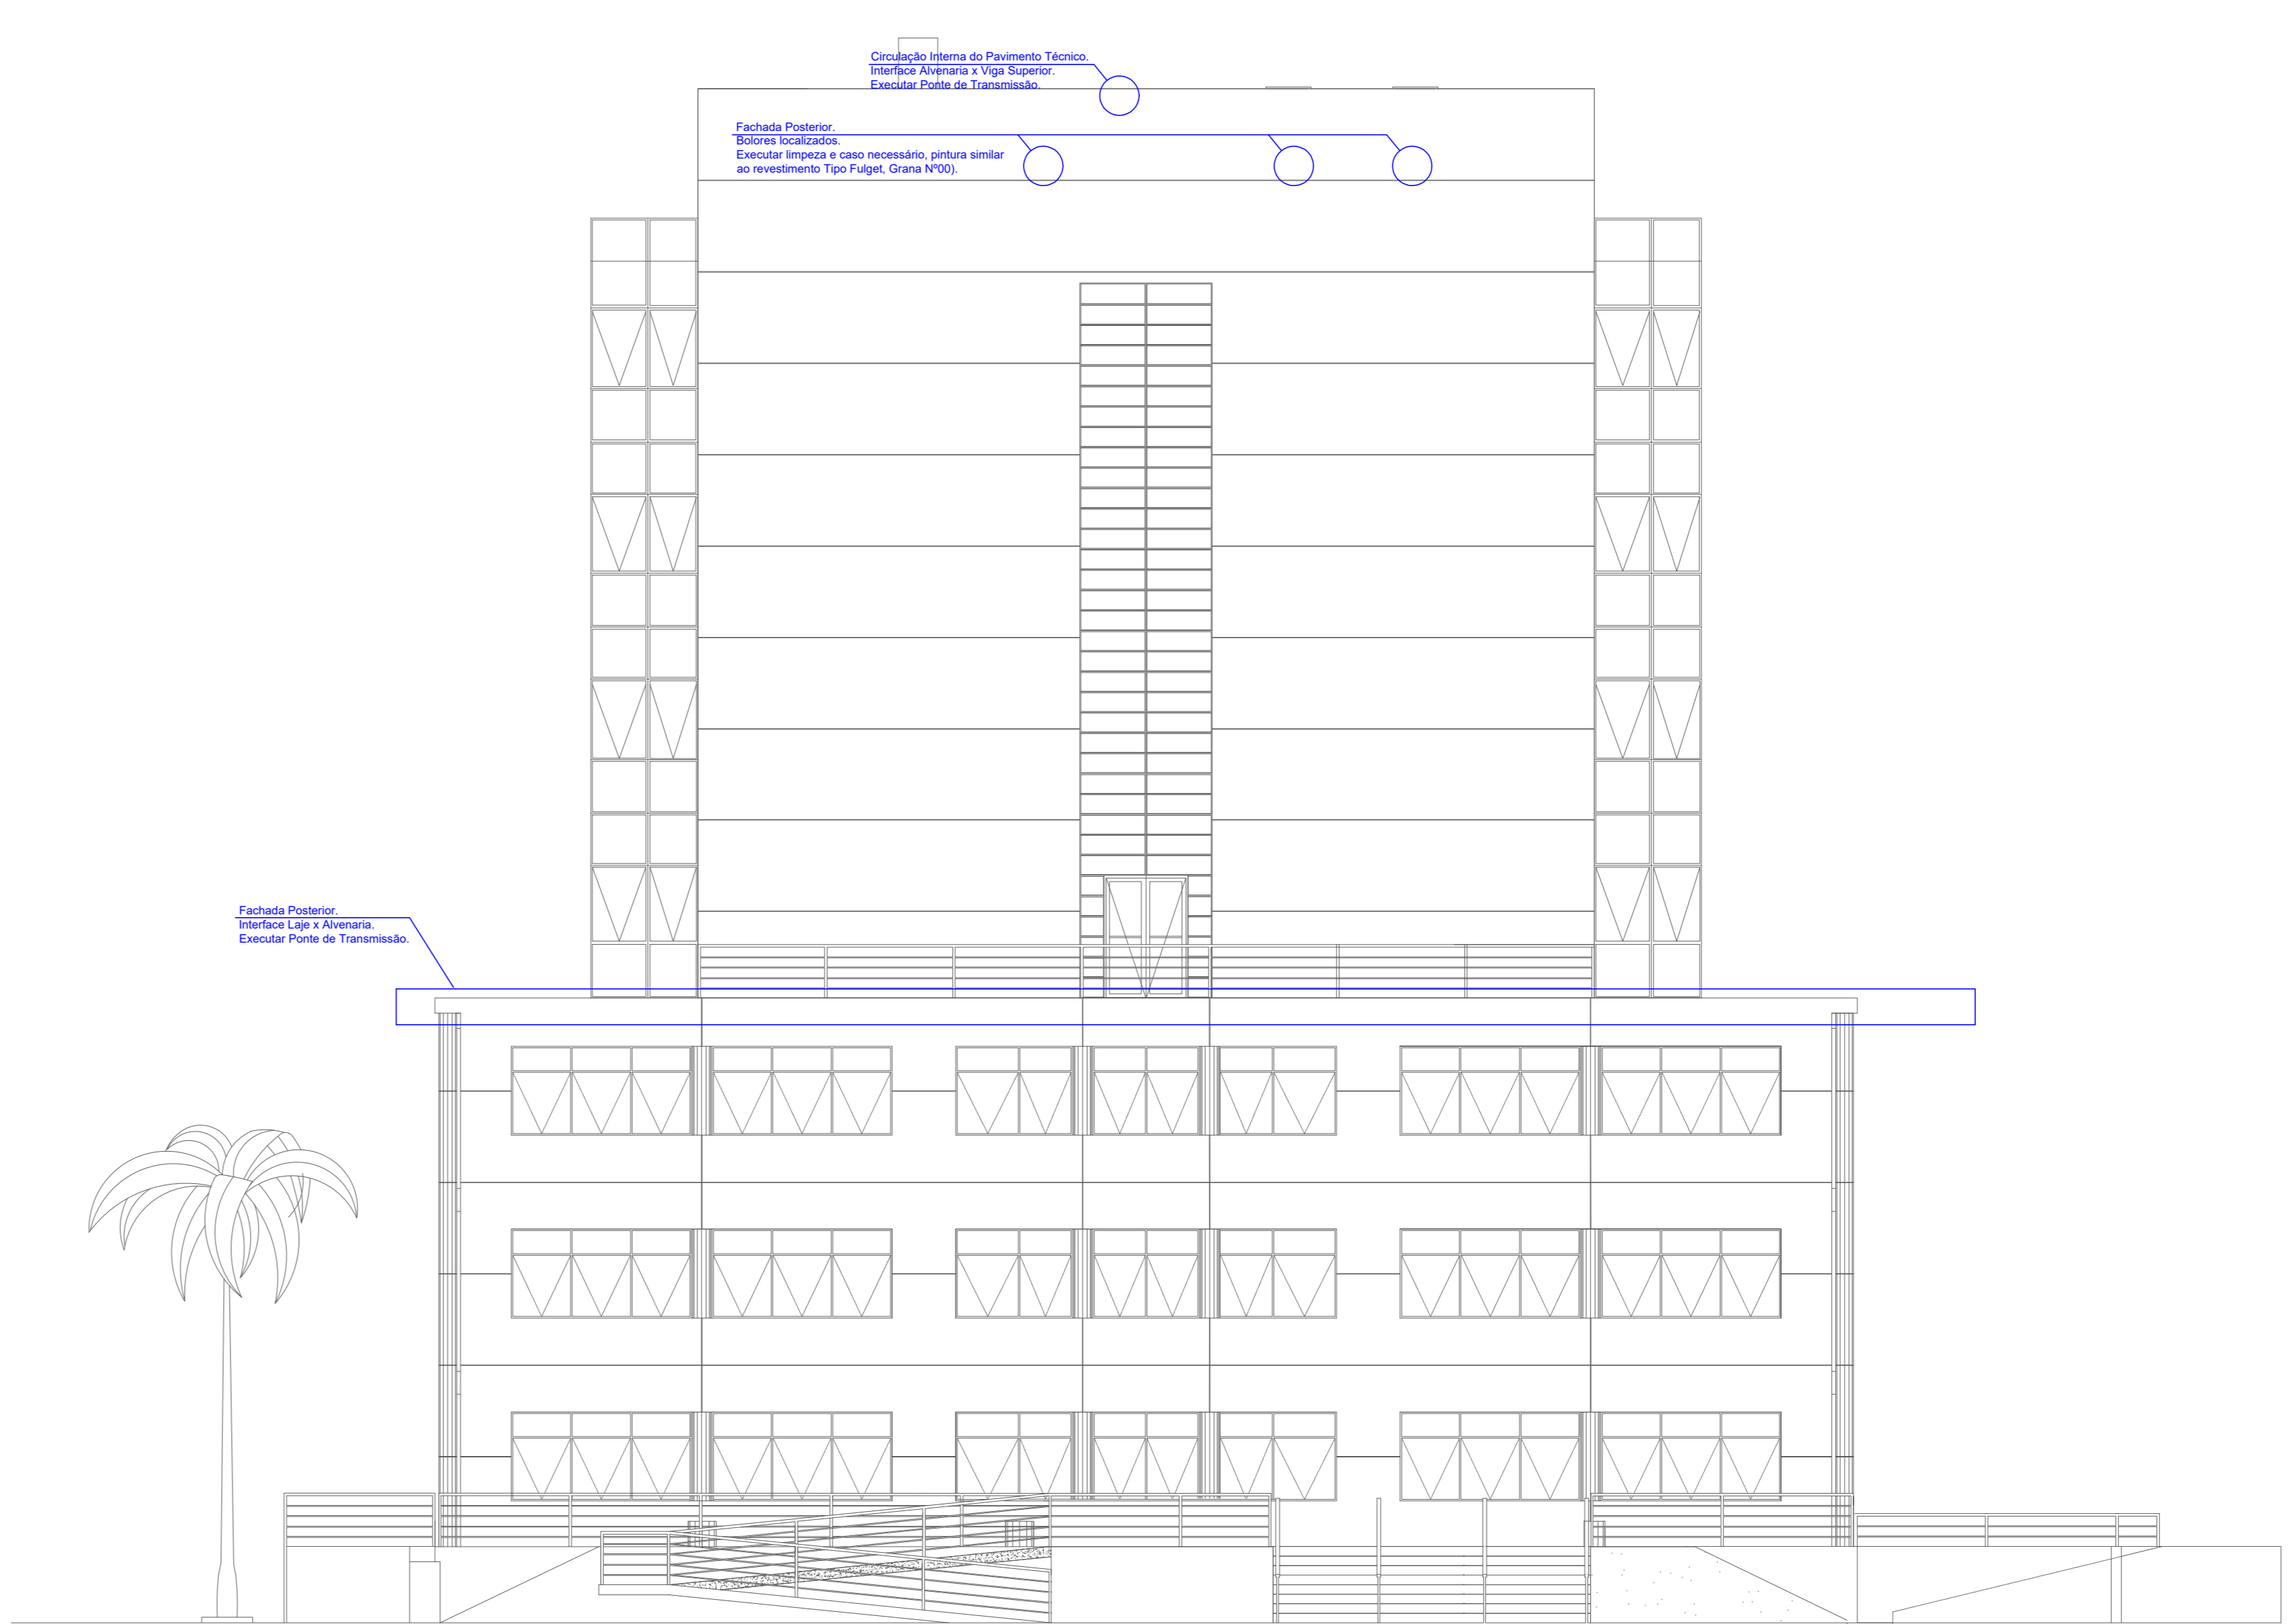 Circulação Interna do Pavimento Técnico.
Interface Alvenaria x Viga Superior.
Executar Ponte de Transmissão.
Fachada Posterior.
Bolores localizados.
Executar limpeza e caso necessário, pintura similar
ao revestimento Tipo Fulget, Grana Nº00).
Fachada Posterior.
Interface Laje x Alvenaria.
Executar Ponte de Transmissão.